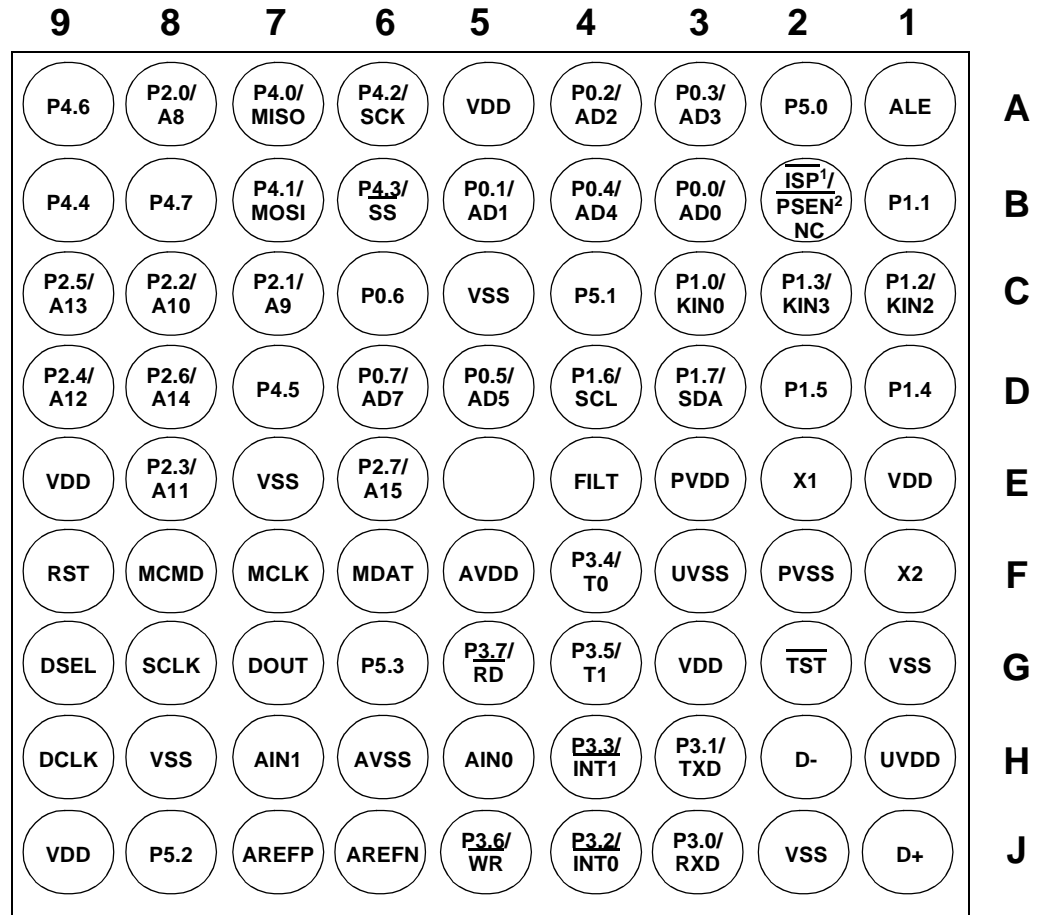 9 8 7 6 5 4 3 2 1
P4.6 P2.0/ P4.0/ P4.2/ VDD P0.2/ P0.3/ P5.0 ALE A
A8 MISO SCK AD2 AD3
P4.4 P4.7 P4.1/ P4.3/ P0.1/ P0.4/ P0.0/ ISP¹/ P1.1 B
MOSI SS AD1 AD4 AD0 PSEN²
NC
P2.5/ P2.2/ P2.1/ P0.6 VSS P5.1 P1.0/ P1.3/ P1.2/ C
A13 A10 A9 KIN0 KIN3 KIN2
P2.4/ P2.6/ P4.5 P0.7/ P0.5/ P1.6/ P1.7/ P1.5 P1.4 D
A12 A14 AD7 AD5 SCL SDA
VDD P2.3/ VSS P2.7/ FILT PVDD X1 VDD E
A11 A15
RST MCMD MCLK MDAT AVDD P3.4/ UVSS PVSS X2 F
T0
DSEL SCLK DOUT P5.3 P3.7/ P3.5/ VDD TST VSS G
RD T1
DCLK VSS AIN1 AVSS AIN0 P3.3/ P3.1/ D- UVDD H
INT1 TXD
VDD P5.2 AREFP AREFN P3.6/ P3.2/ P3.0/ VSS D+ J
WR INT0 RXD